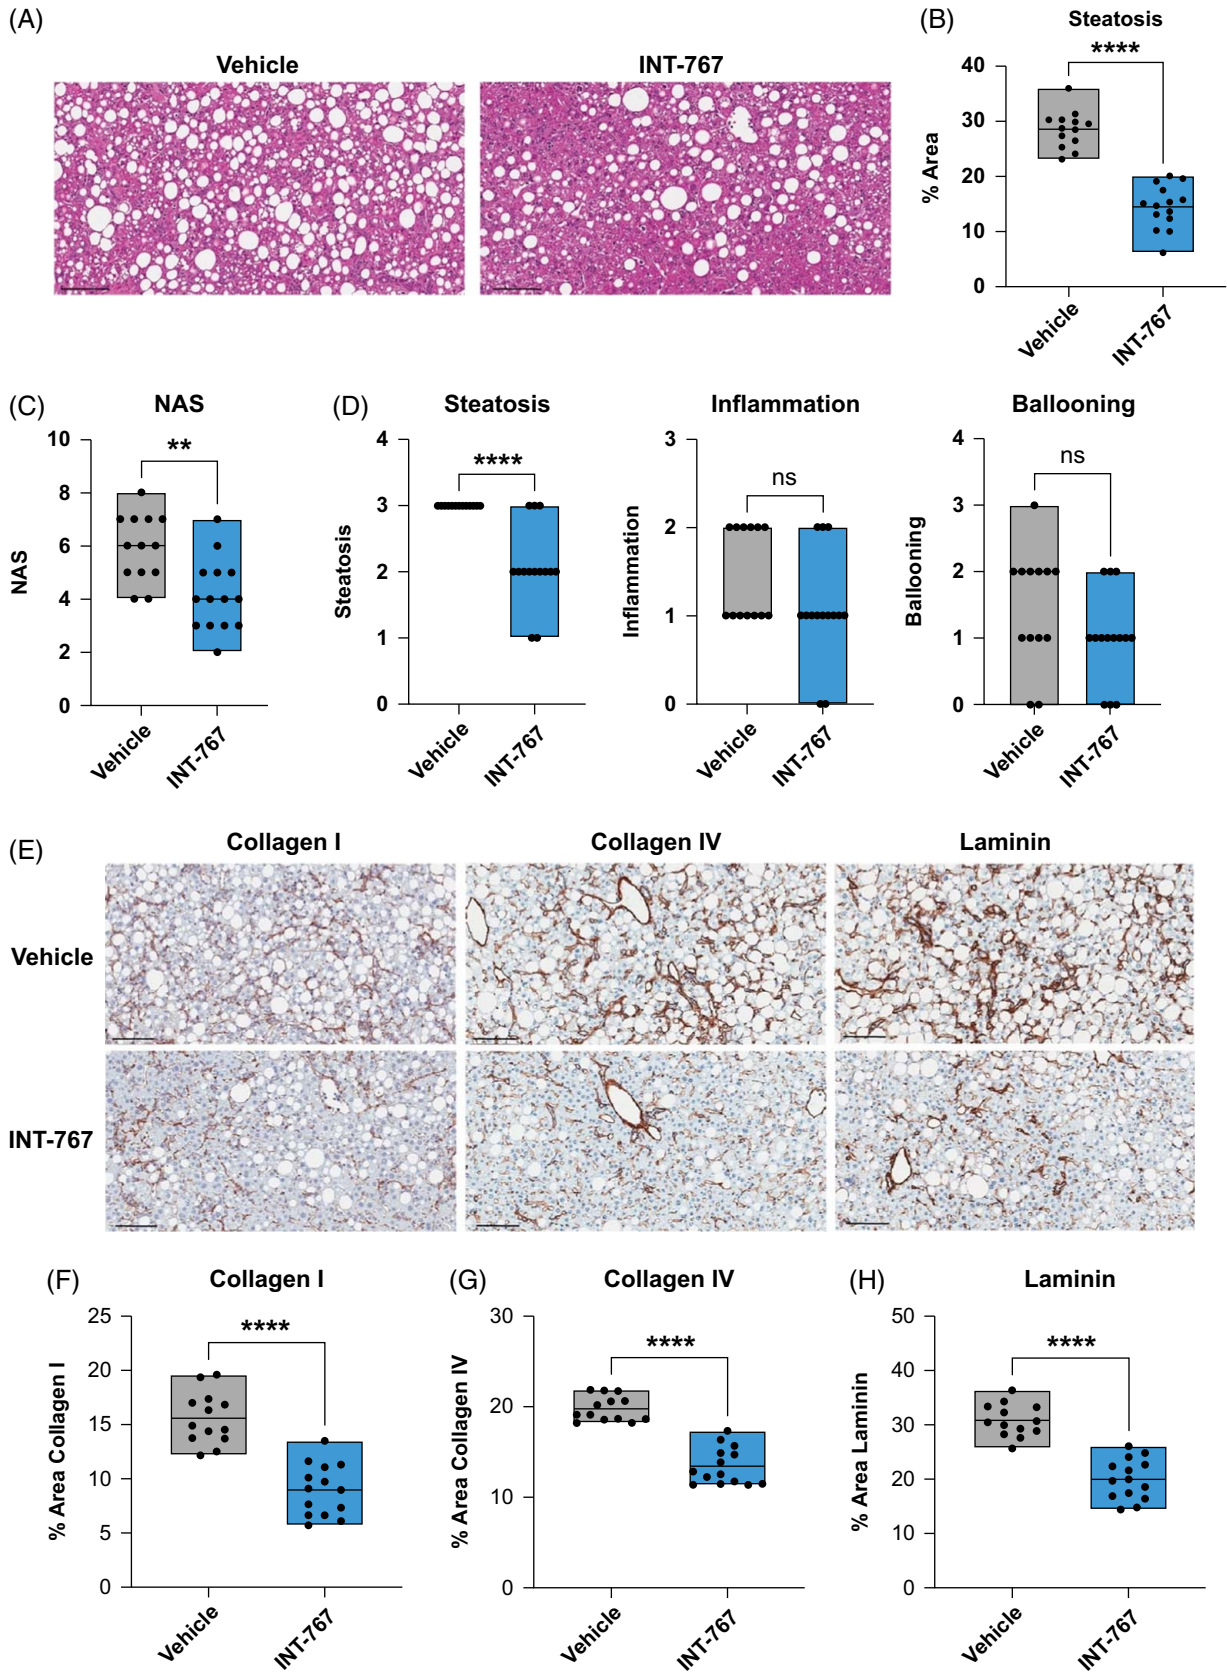 (A)
Vehicle
INT-767
(B)
Steatosis
****
% Area
40
30
20
10
0
Vehicle
INT-767
(C)
NAS
**
NAS
10
8
6
4
2
0
Vehicle
INT-767
(D)
Steatosis
****
Steatosis
4
3
2
1
0
Vehicle
INT-767
Inflammation
ns
Inflammation
3
2
1
0
Vehicle
INT-767
Ballooning
ns
Ballooning
4
3
2
1
0
Vehicle
INT-767
(E)
Collagen I
Collagen IV
Laminin
Vehicle
INT-767
(F)
Collagen I
****
% Area Collagen I
25
20
15
10
5
0
Vehicle
INT-767
(G)
Collagen IV
****
% Area Collagen IV
30
20
10
0
Vehicle
INT-767
(H)
Laminin
****
% Area Laminin
50
40
30
20
10
0
Vehicle
INT-767